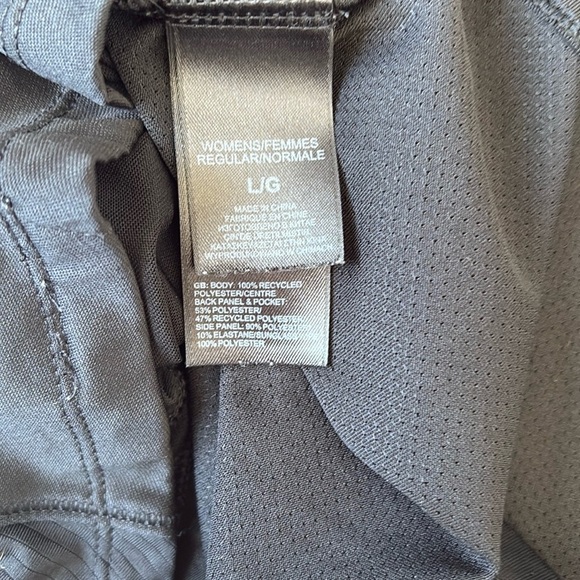 WOMENS/FEMMES
REGULAR/NORMALE
L/G
MADE IN CHINA
FABRIQUÉ EN CHINE
GB: BODY: 100% RECYCLED
POLYESTER/CENTRE
BACK PANEL & POCKET:
53% POLYESTER/
47% RECYCLED POLYESTER/
SIDE PANEL: 90% POLYESTER
10% ELASTANE/
100% POLYESTER